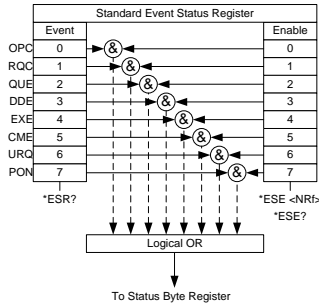 Standard Event Status Register
Event Enable
OPC 0 & 0
RQC 1 & 1
QUE 2 & 2
DDE 3 & 3
EXE 4 & 4
CME 5 & 5
URQ 6 & 6
PON 7 & 7
*ESR? *ESE <NRf>
*ESE?
Logical OR
To Status Byte Register